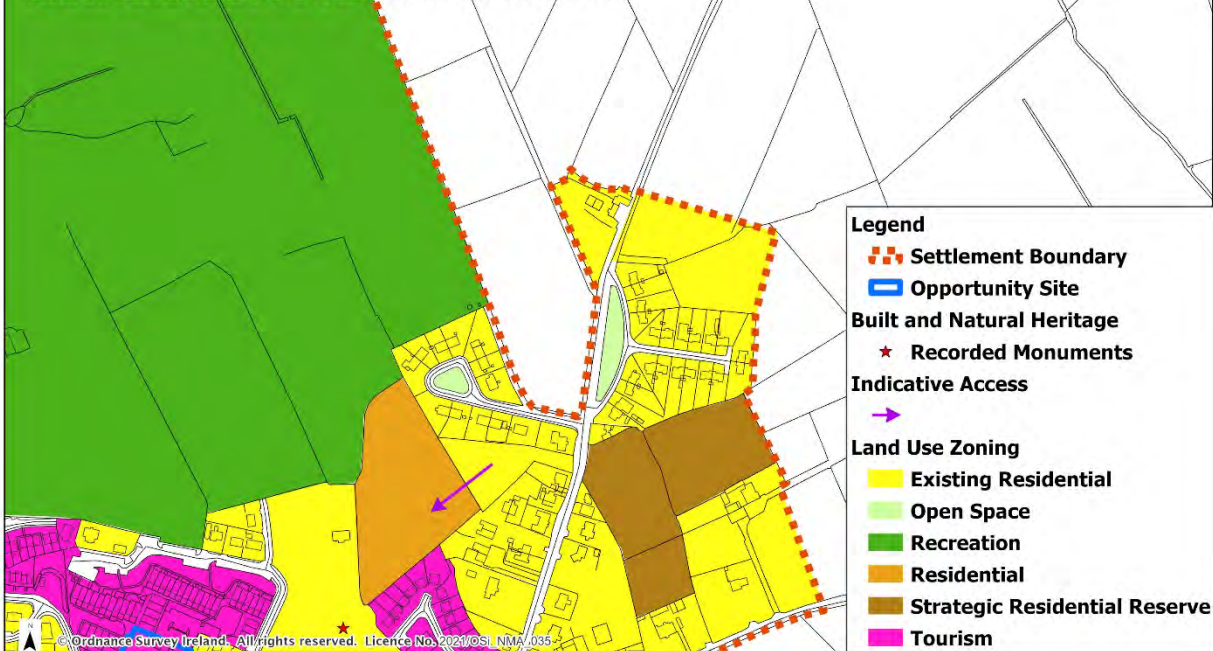 Legend
Settlement Boundary
Opportunity Site
Built and Natural Heritage
Recorded Monuments
Indicative Access
Land Use Zoning
Existing Residential
Open Space
Recreation
Residential
Strategic Residential Reserve
Tourism
N
© Ordnance Survey Ireland. All rights reserved. Licence No. 2021/OSi_NMA_035